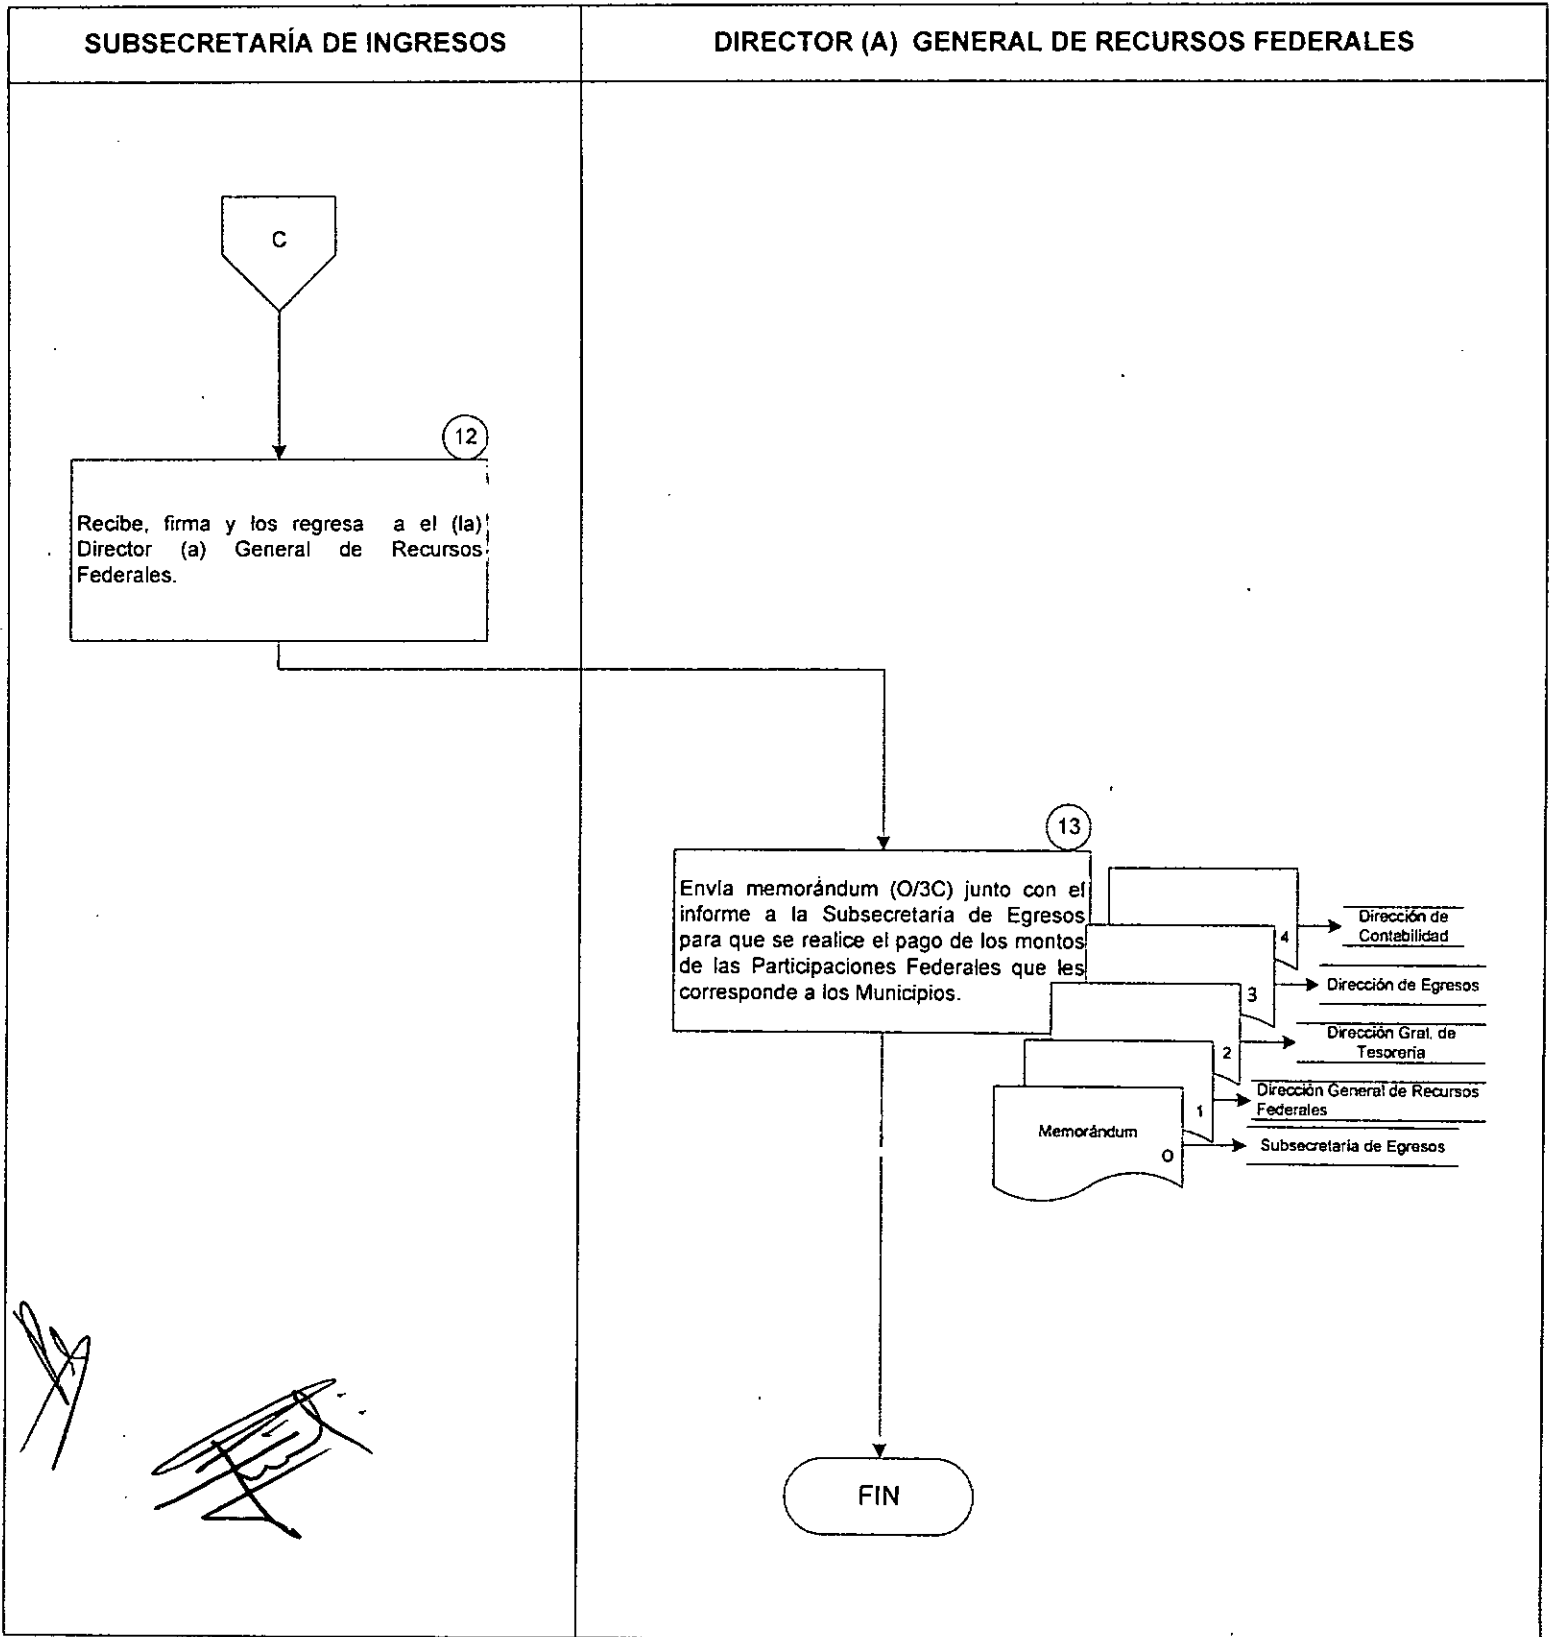 SUBSECRETARÍA DE INGRESOS
DIRECTOR (A) GENERAL DE RECURSOS FEDERALES
C
12
Recibe, firma y los regresa a el (la)
Director (a) General de Recursos
Federales.
13
Envía memorándum (O/3C) junto con el
informe a la Subsecretaría de Egresos
para que se realice el pago de los montos
de las Participaciones Federales que les
corresponde a los Municipios.
4
Dirección de
Contabilidad
3
Dirección de Egresos
2
Dirección Gral. de
Tesorería
1
Dirección General de Recursos
Federales
Memorándum
O
Subsecretaría de Egresos
FIN